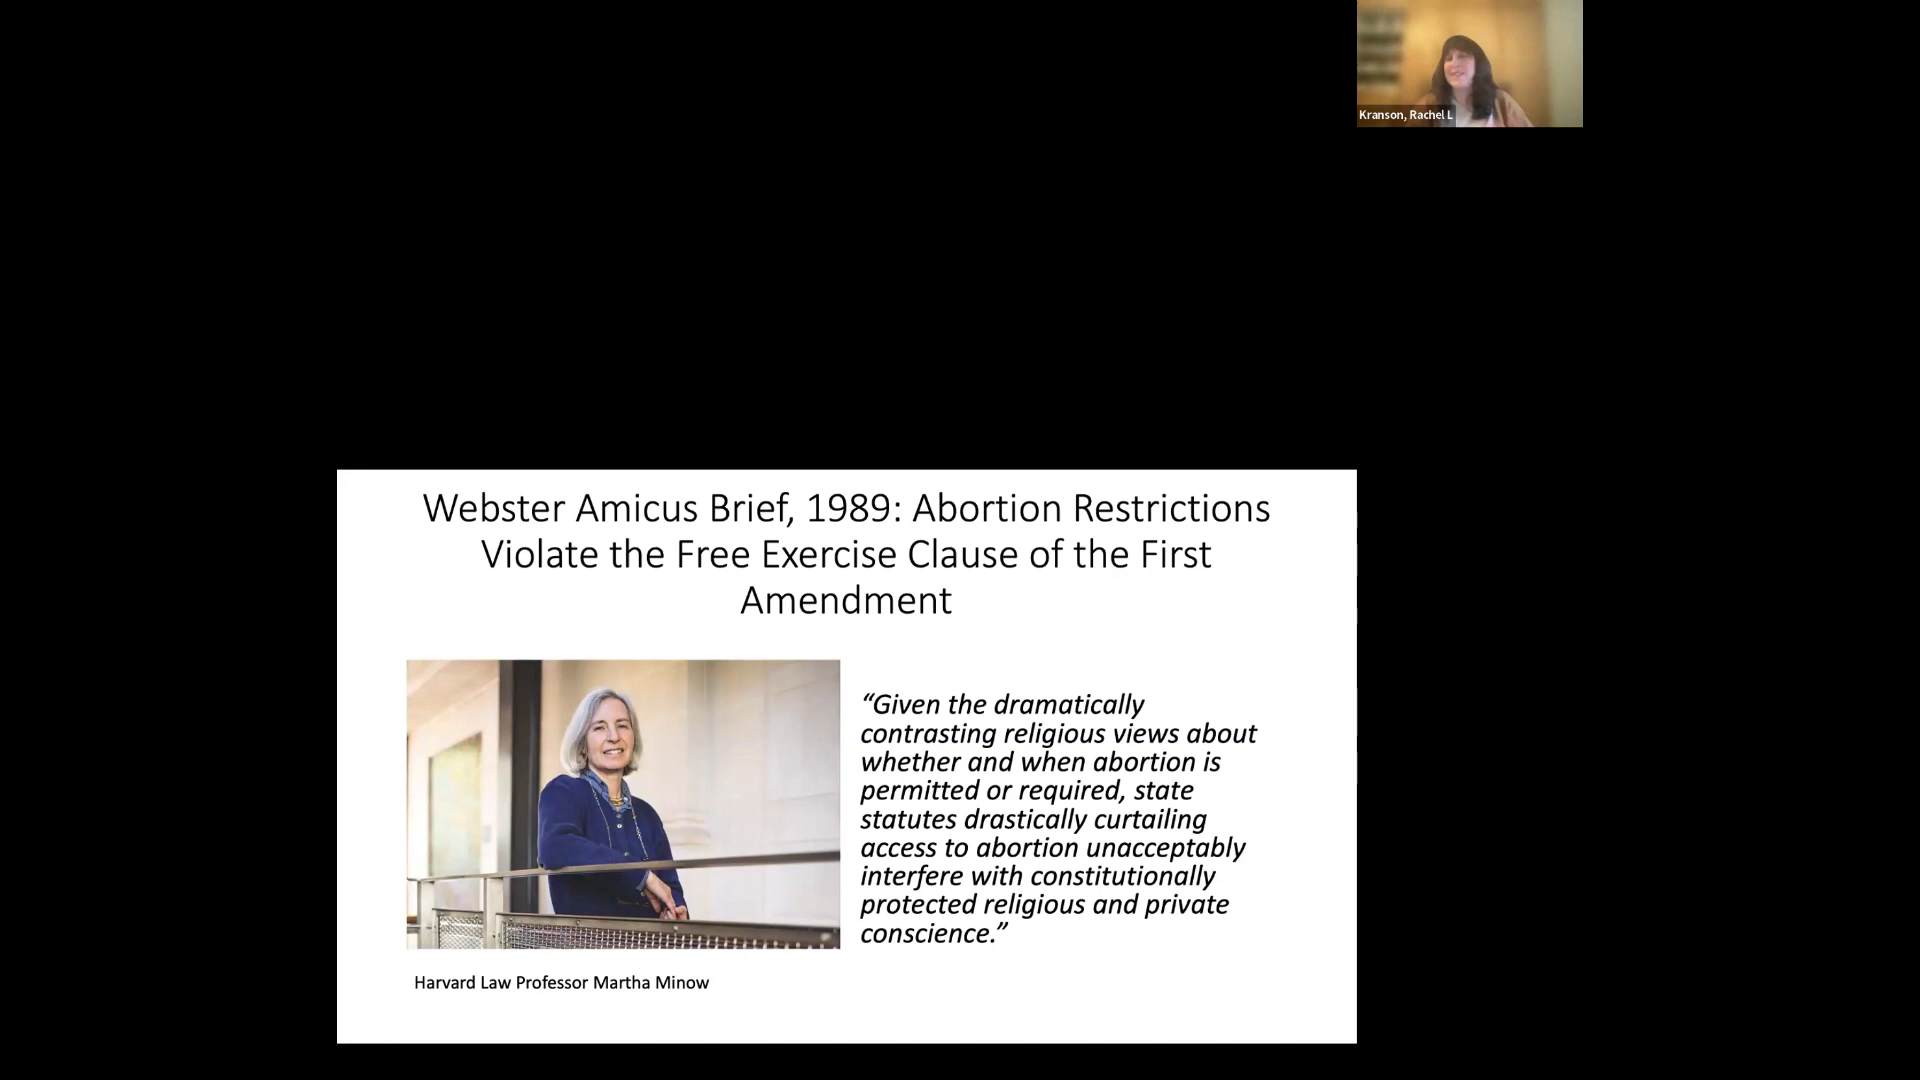 Kranson, Rachel L
Webster Amicus Brief, 1989: Abortion Restrictions
Violate the Free Exercise Clause of the First
Amendment
“Given the dramatically
contrasting religious views about
whether and when abortion is
permitted or required, state
statutes drastically curtailing
access to abortion unacceptably
interfere with constitutionally
protected religious and private
conscience.”
Harvard Law Professor Martha Minow